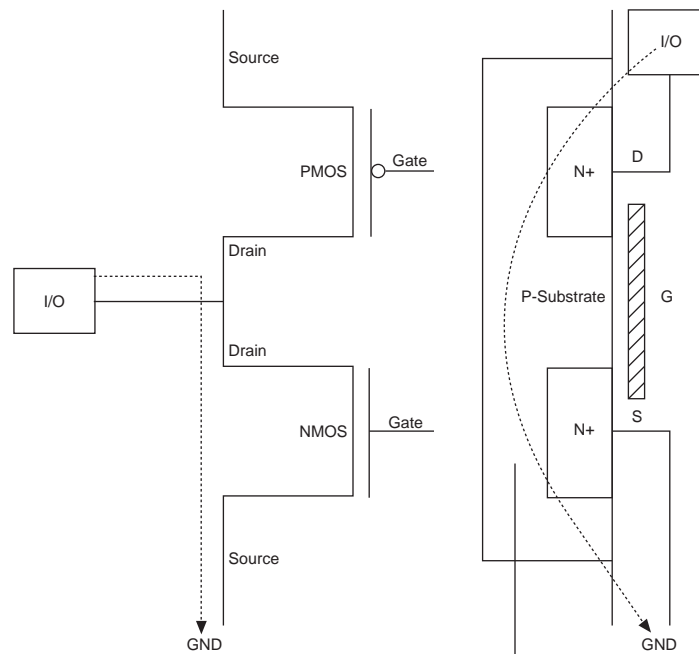 Source
PMOS
Gate
Drain
I/O
Drain
NMOS
Gate
Source
GND
I/O
D
N+
P-Substrate
G
N+
S
GND